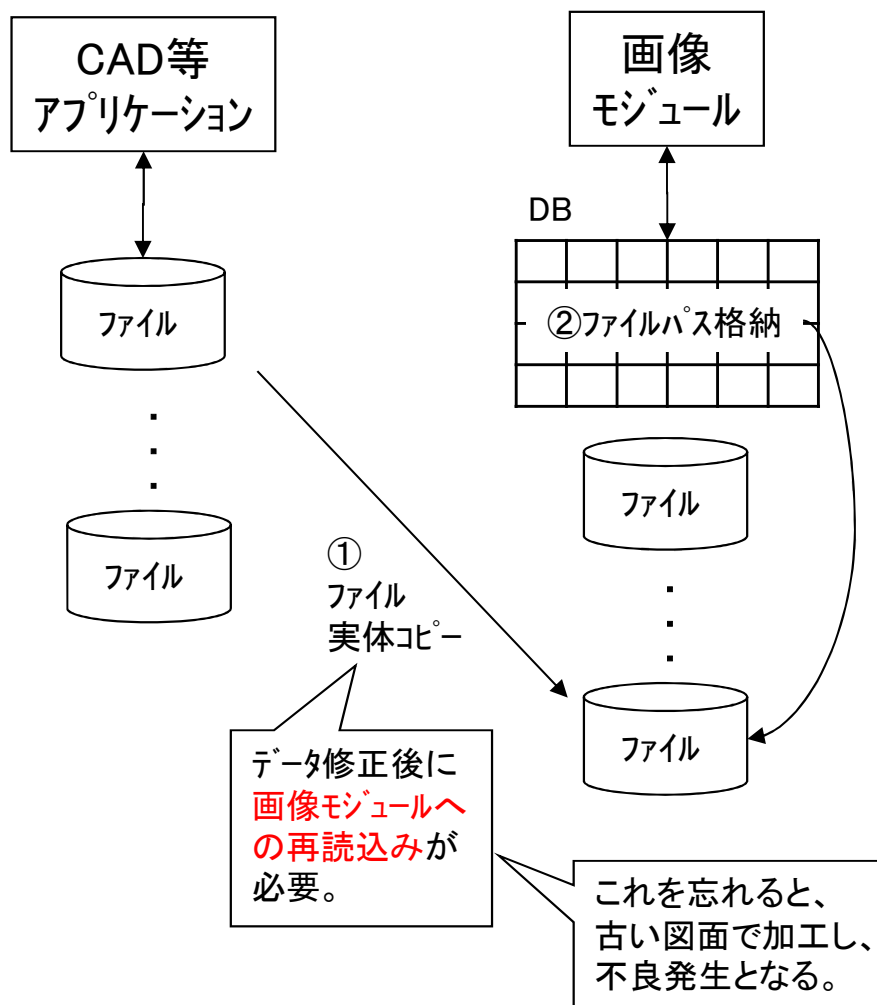 CAD等
アプリケーション
画像
モジュール
DB
②ファイルパス格納
ファイル
ファイル
ファイル
ファイル
①
ファイル
実体コピー
データ修正後に
画像モジュールへ
の再読込みが
必要。
これを忘れると、
古い図面で加工し、
不良発生となる。